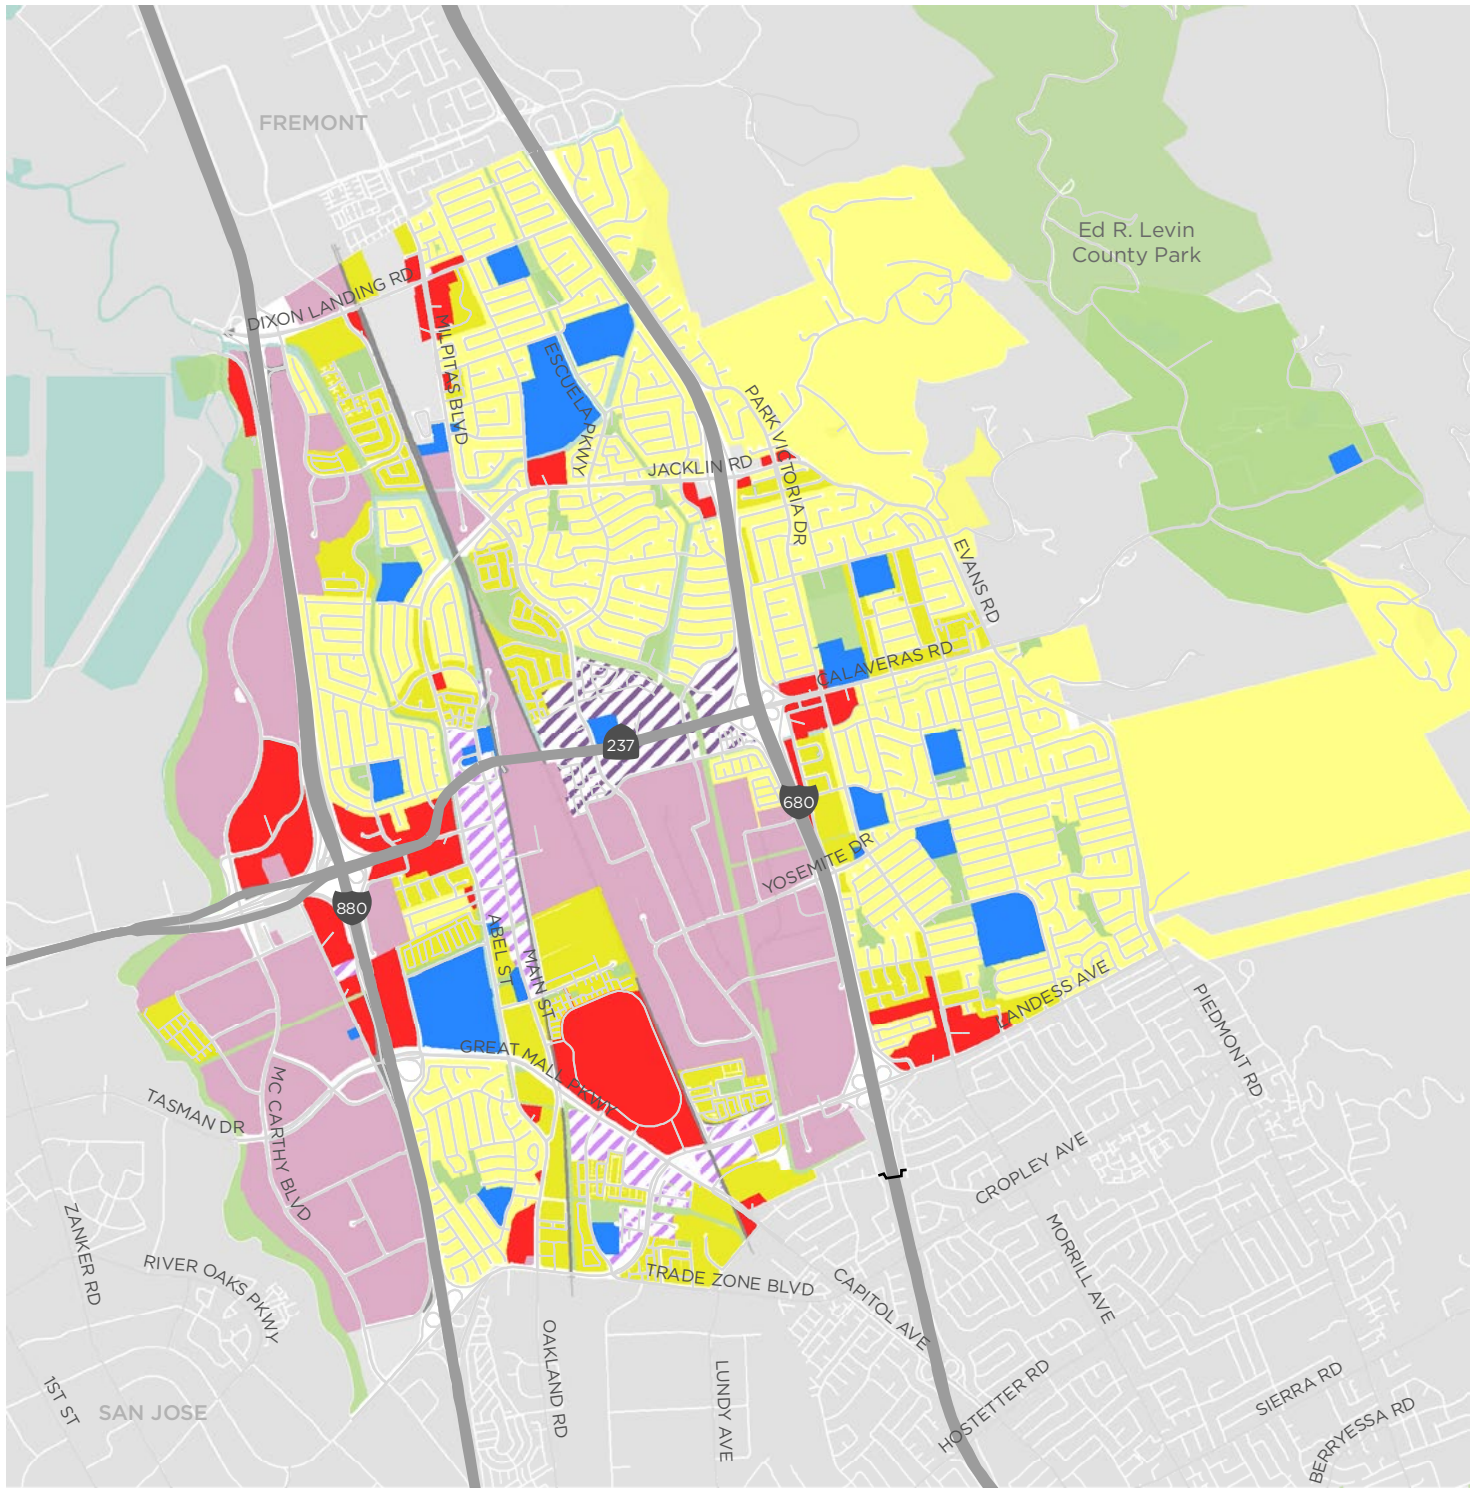 FREMONT
Ed R. Levin
County Park
DIXON LANDING RD
MILPITAS BLVD
ESCUELA PKWY
PARK VICTORIA DR
JACKLIN RD
EVANS RD
CALAVERAS RD
237
680
YOSEMITE DR
880
ABEL ST
MAIN ST
LANDESS AVE
PIEDMONT RD
GREAT MALL PKWY
MC CARTHY BLVD
TASMAN DR
CROPLEY AVE
ZANKER RD
MORRILL AVE
RIVER OAKS PKWY
TRADE ZONE BLVD
CAPITOL AVE
OAKLAND RD
LUNDY AVE
1ST ST
SAN JOSE
HOSTETTER RD
SIERRA RD
BERRYESSA RD